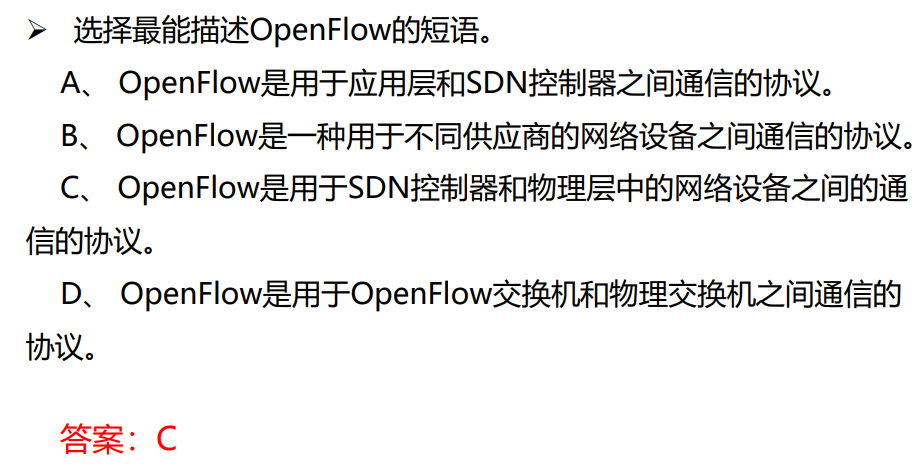 ➢ 选择最能描述OpenFlow的短语。
A、 OpenFlow是用于应用层和SDN控制器之间通信的协议。
B、 OpenFlow是一种用于不同供应商的网络设备之间通信的协议。
C、 OpenFlow是用于SDN控制器和物理层中的网络设备之间的通
信的协议。
D、 OpenFlow是用于OpenFlow交换机和物理交换机之间通信的
协议。
答案：C